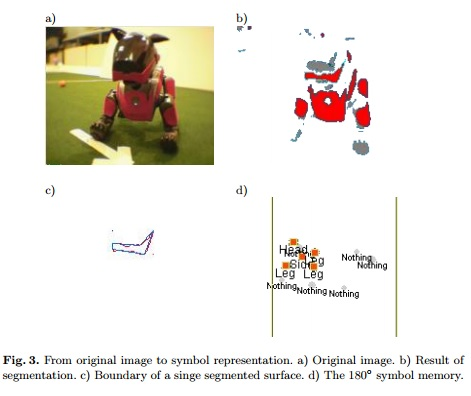 a)
b)
c)
d)
Head
Side
Leg
Leg
Leg
Nothing
Nothing
Nothing
Nothing
Nothing
Fig. 3. From original image to symbol representation. a) Original image. b) Result of
segmentation. c) Boundary of a singe segmented surface. d) The 180° symbol memory.